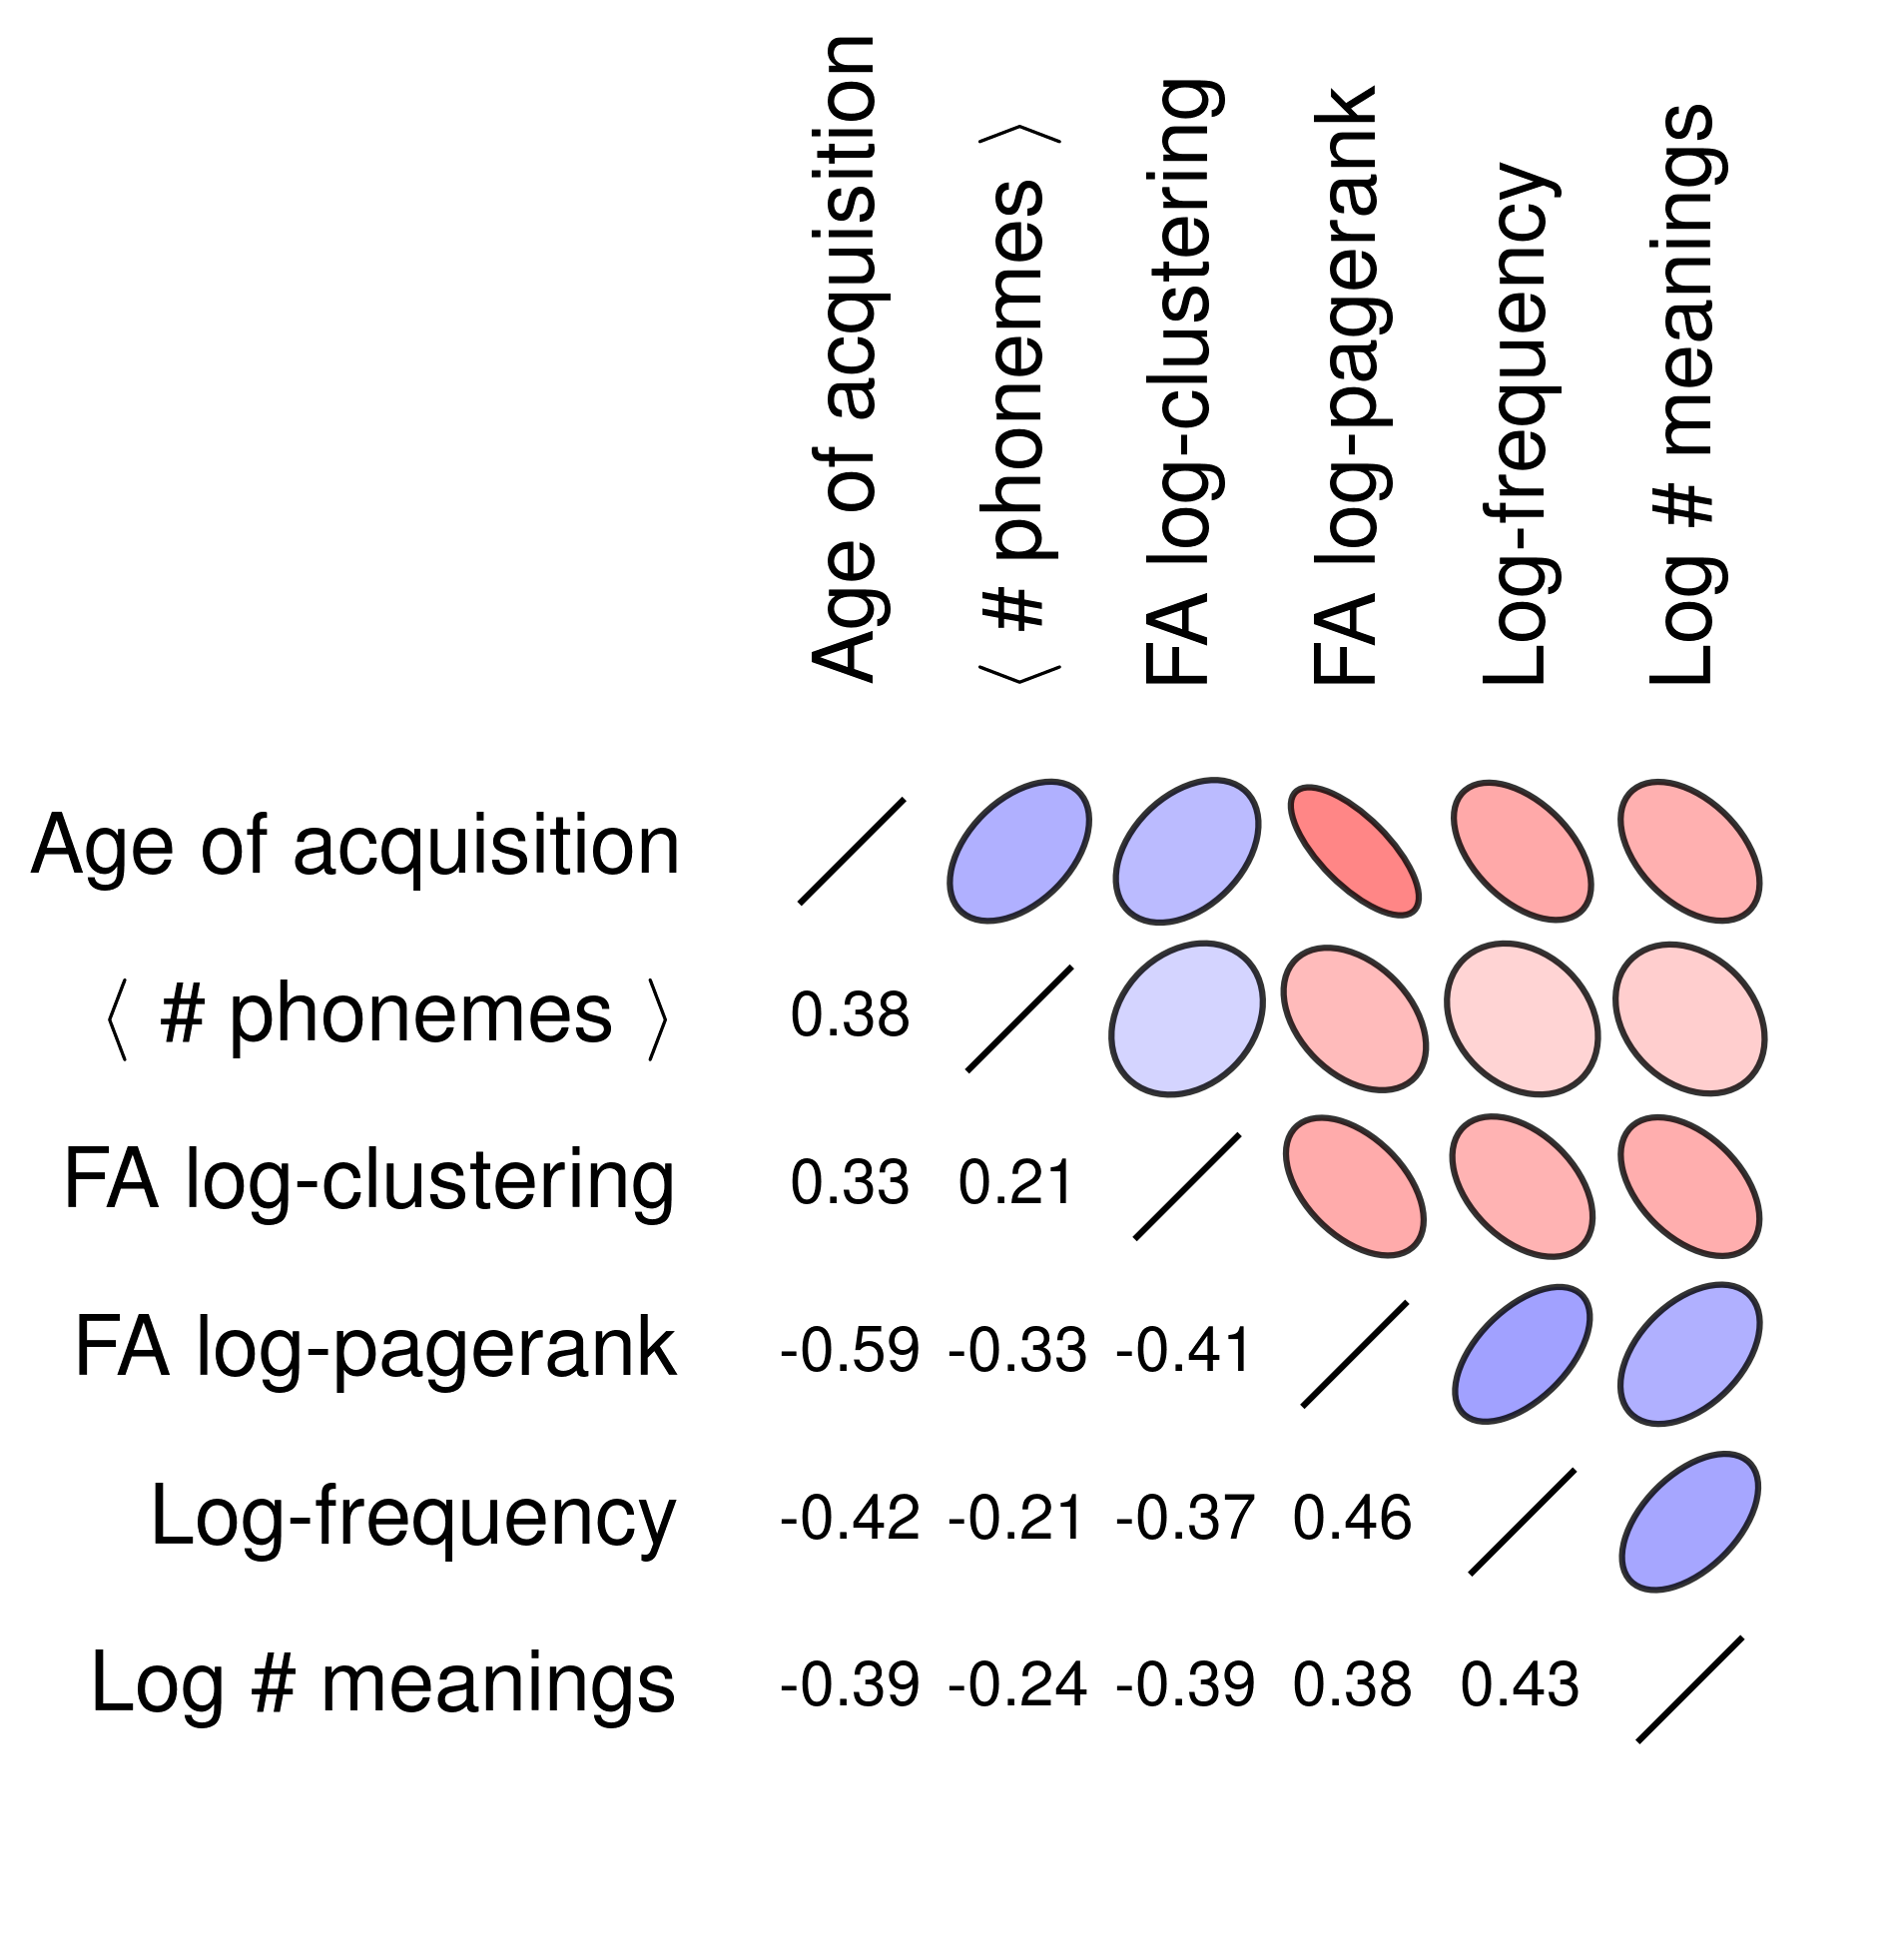 Age of acquisition
〈 # phonemes 〉
FA log-clustering
FA log-pagerank
Log-frequency
Log # meanings
Age of acquisition
〈 # phonemes 〉 0.38
FA log-clustering 0.33 0.21
FA log-pagerank -0.59 -0.33 -0.41
Log-frequency -0.42 -0.21 -0.37 0.46
Log # meanings -0.39 -0.24 -0.39 0.38 0.43